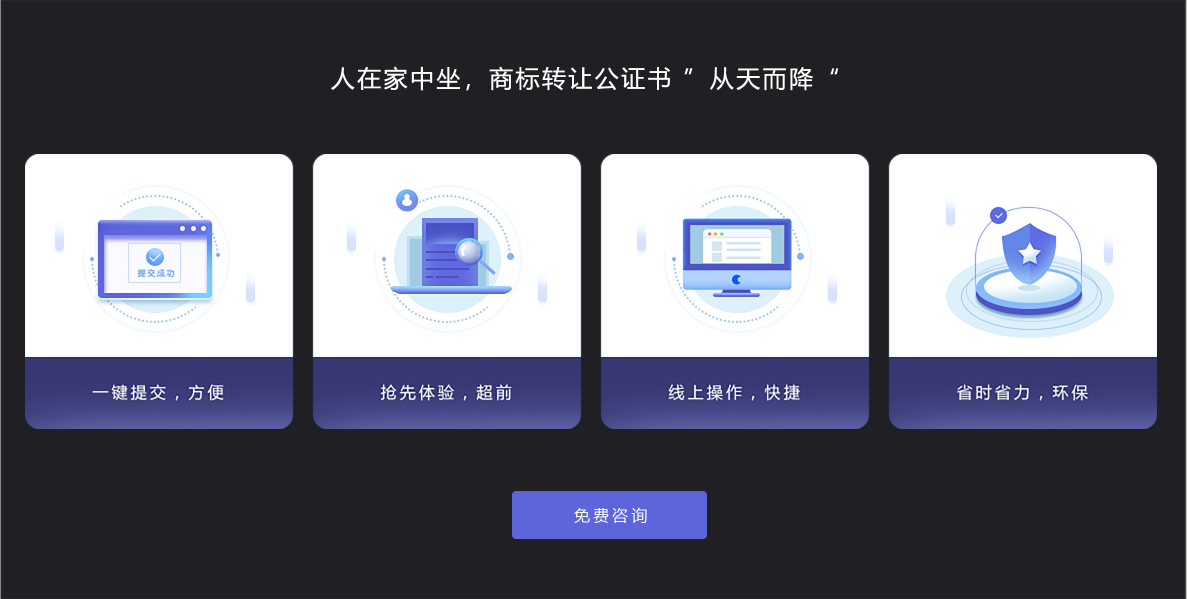 人在家中坐，商标转让公证书 ”从天而降“
提交成功
一键提交，方便
抢先体验，超前
线上操作，快捷
省时省力，环保
免费咨询